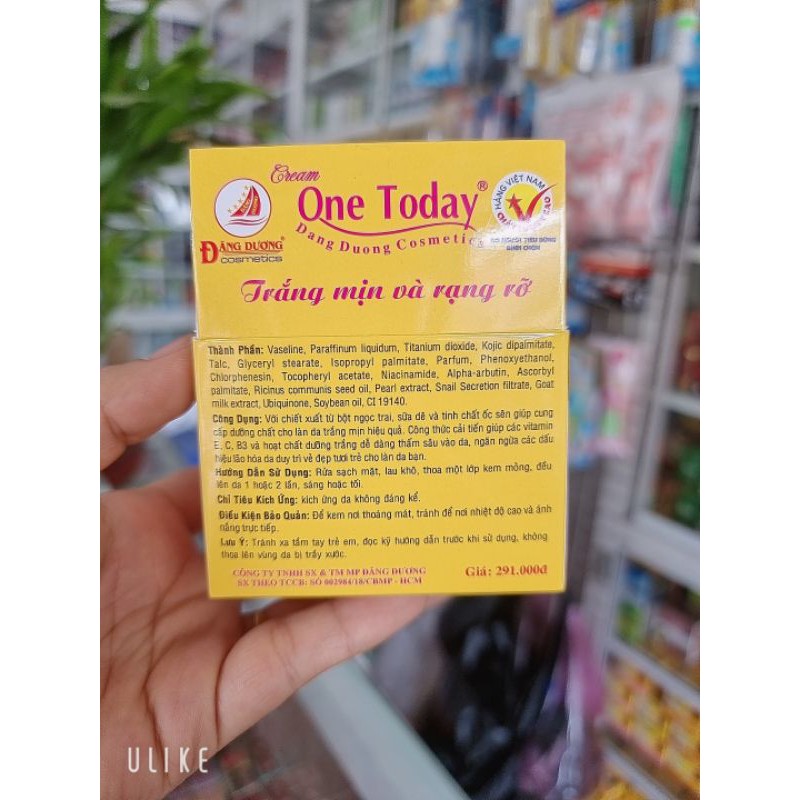 Cream
One Today®
Dang Duong Cosmetics
ĐĂNG DƯƠNG®
cosmetics
HÀNG VIỆT NAM
Trắng mịn và rạng rỡ
Thành Phần: Vaseline, Paraffinum liquidum, Titanium dioxide, Kojic dipalmitate,
Talc, Glyceryl stearate, Isopropyl palmitate, Parfum, Phenoxyethanol,
Chlorphenesin, Tocopheryl acetate, Niacinamide, Alpha-arbutin, Ascorbyl
palmitate, Ricinus communis seed oil, Pearl extract, Snail Secretion filtrate, Goat
milk extract, Ubiquinone, Soybean oil, CI 19140.
Công Dụng: Với chiết xuất từ bột ngọc trai, sữa dê và tinh chất ốc sên giúp cung
cấp dưỡng chất cho làn da trắng mịn hiệu quả. Công thức cải tiến giúp các vitamin
E, C, B3 và hoạt chất dưỡng trắng dễ dàng thấm sâu vào da, ngăn ngừa các dấu
hiệu lão hóa da duy trì vẻ đẹp tươi trẻ cho làn da bạn.
Hướng Dẫn Sử Dụng: Rửa sạch mặt, lau khô, thoa một lớp kem mỏng, đều
lên da 1 hoặc 2 lần, sáng hoặc tối.
Chỉ Tiêu Kích Ứng: kích ứng da không đáng kể.
Điều Kiện Bảo Quản: Để kem nơi thoáng mát, tránh để nơi nhiệt độ cao và ánh
nắng trực tiếp.
Lưu Ý: Tránh xa tầm tay trẻ em, đọc kỹ hướng dẫn trước khi sử dụng, không
thoa lên vùng da bị trầy xước.
CÔNG TY TNHH SX & TM MP ĐĂNG DƯƠNG
SX THEO TCCB: SỐ 002984/18/CBMP - HCM
Giá: 291.000đ
ULIKE